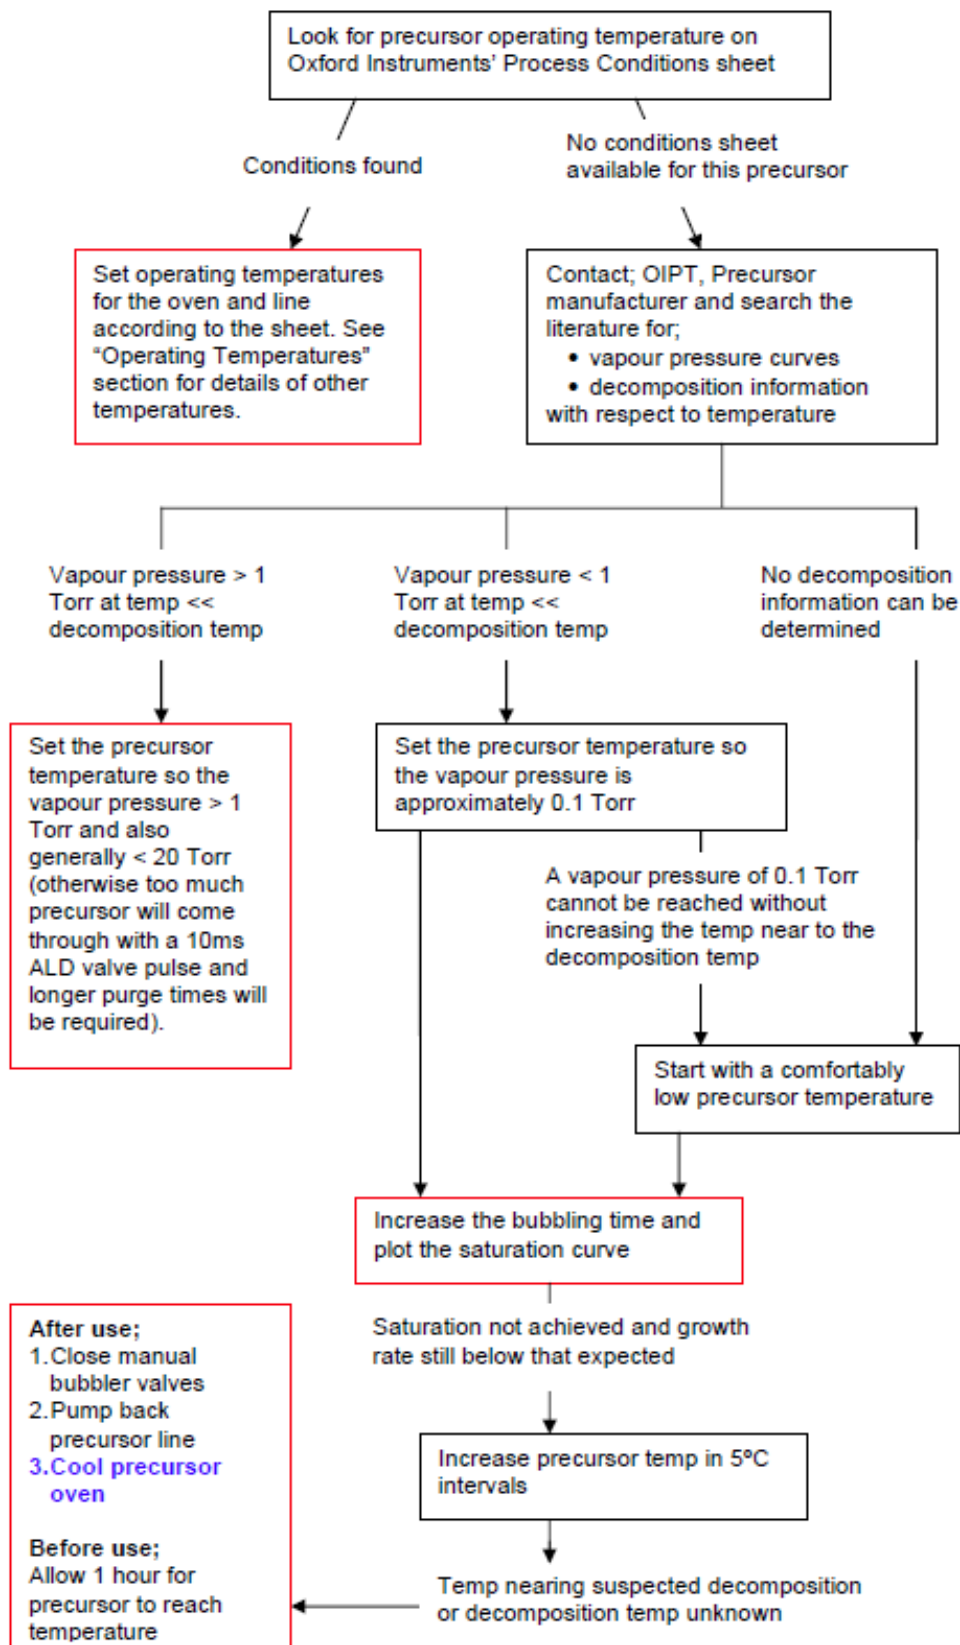 Look for precursor operating temperature on
Oxford Instruments' Process Conditions sheet
Conditions found
No conditions sheet
available for this precursor
Set operating temperatures
for the oven and line
according to the sheet. See
“Operating Temperatures”
section for details of other
temperatures.
Contact; OIPT, Precursor
manufacturer and search the
literature for;
• vapour pressure curves
• decomposition information
with respect to temperature
Vapour pressure > 1
Torr at temp <<
decomposition temp
Vapour pressure < 1
Torr at temp <<
decomposition temp
No decomposition
information can be
determined
Set the precursor
temperature so the
vapour pressure > 1
Torr and also
generally < 20 Torr
(otherwise too much
precursor will come
through with a 10ms
ALD valve pulse and
longer purge times will
be required).
Set the precursor temperature so
the vapour pressure is
approximately 0.1 Torr
A vapour pressure of 0.1 Torr
cannot be reached without
increasing the temp near to the
decomposition temp
Start with a comfortably
low precursor temperature
Increase the bubbling time and
plot the saturation curve
Saturation not achieved and growth
rate still below that expected
Increase precursor temp in 5ºC
intervals
Temp nearing suspected decomposition
or decomposition temp unknown
After use;
1.Close manual
bubbler valves
2.Pump back
precursor line
3.Cool precursor
oven
Before use;
Allow 1 hour for
precursor to reach
temperature